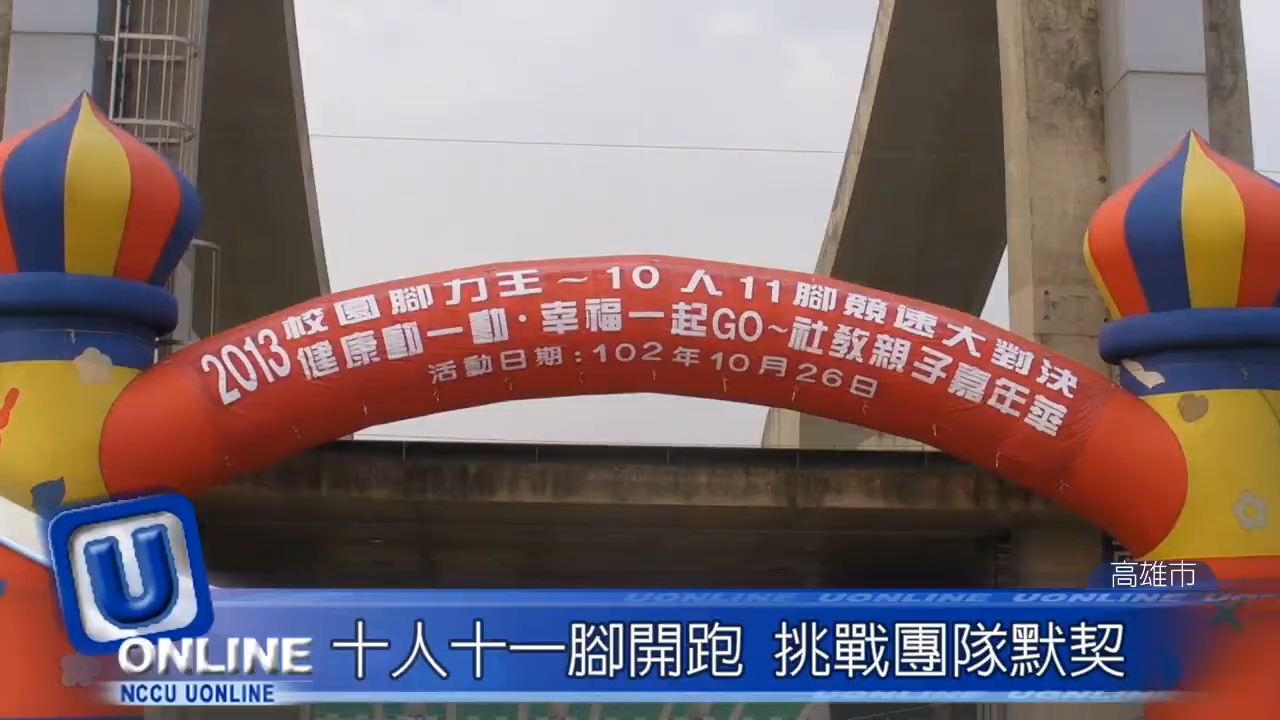 2013校園腳力王～10人11腳競速大對決
健康動一動·幸福一起GO～社教親子嘉年華
活動日期：102年10月26日
高雄市
UONLINE UONLINE UONLINE UONLINE
U
ONLINE
NCCU UONLINE
十人十一腳開跑 挑戰團隊默契